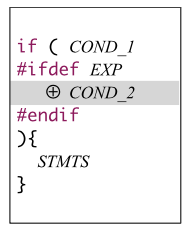 if ( COND_1
#ifdef EXP
⊕ COND_2
#endif
){
STMTS
}